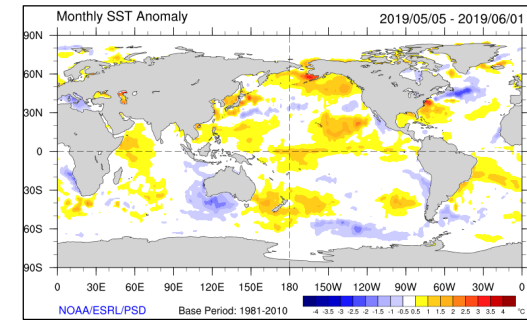 Monthly SST Anomaly
2019/05/05 - 2019/06/01
90N
60N
30N
0
30S
60S
90S
0 30E 60E 90E 120E 150E 180 150W 120W 90W 60W 30W 0
NOAA/ESRL/PSD
Base Period: 1981-2010
-4 -3.5 -3 -2.5 -2 -1.5 -1 -0.5 0.5 1 1.5 2 2.5 3 3.5 4 °C